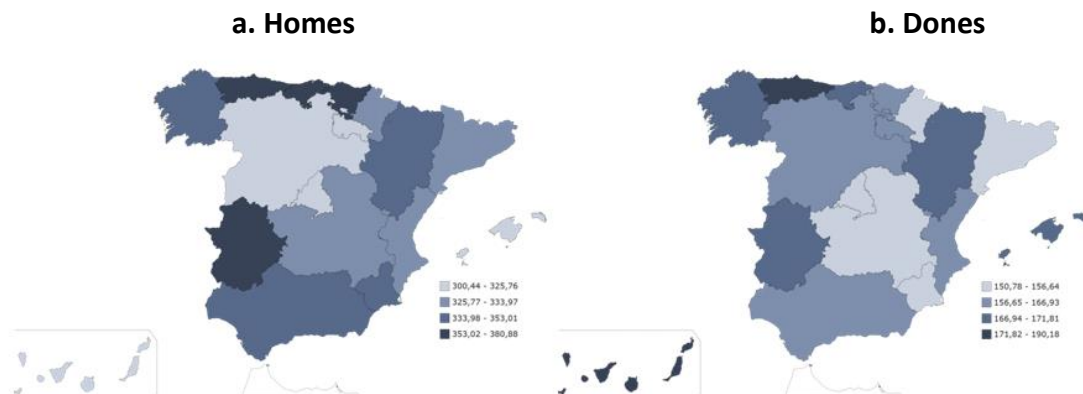 a. Homes
b. Dones
300,44 - 325,76
325,77 - 333,97
333,98 - 353,01
353,02 - 380,88
150,78 - 156,64
156,65 - 166,93
166,94 - 171,81
171,82 - 190,18